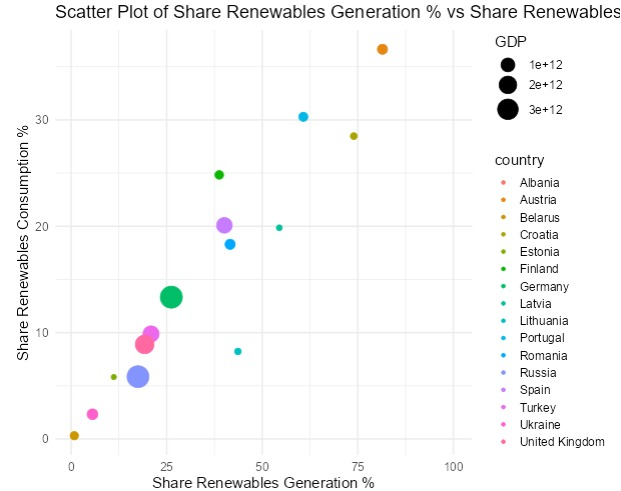 Scatter Plot of Share Renewables Generation % vs Share Renewables
GDP
1e+12
2e+12
3e+12
country
Albania
Austria
Belarus
Croatia
Estonia
Finland
Germany
Latvia
Lithuania
Portugal
Romania
Russia
Spain
Turkey
Ukraine
United Kingdom
Share Renewables Consumption %
30
20
10
0
0 25 50 75 100
Share Renewables Generation %